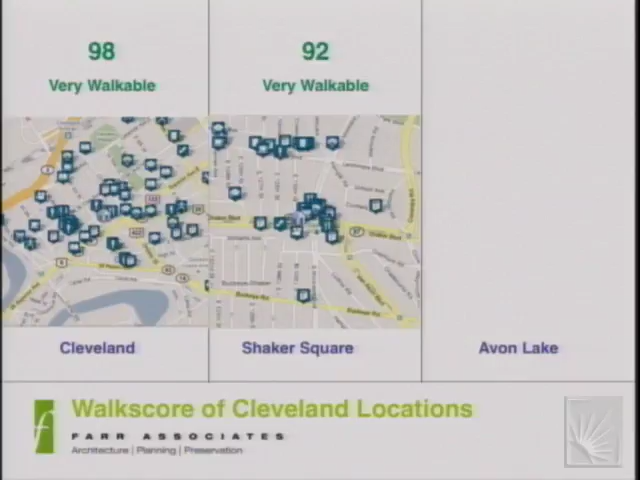 98
92
Very Walkable
Very Walkable
Cleveland
Shaker Square
Avon Lake
Walkscore of Cleveland Locations
f
FARR ASSOCIATES
Architecture | Planning | Preservation